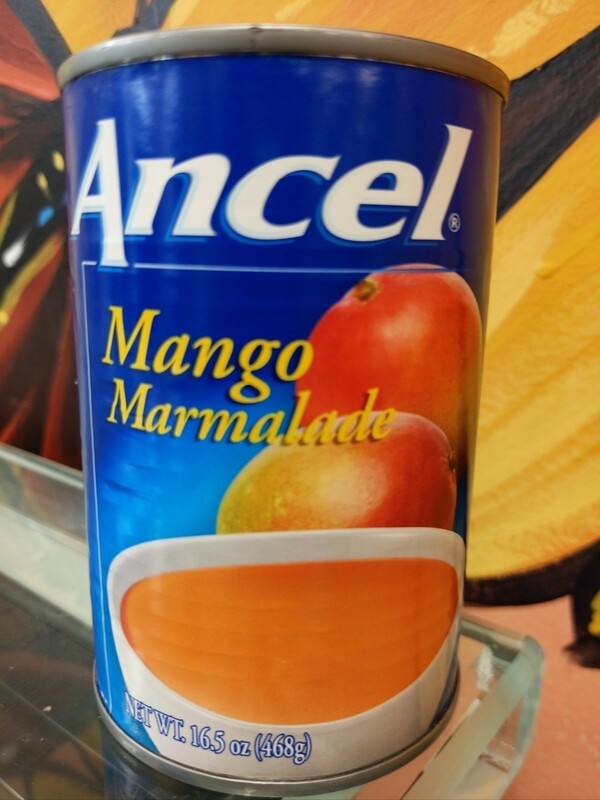 Ancel®
Mango
Marmalade
NET WT. 16.5 oz (468g)